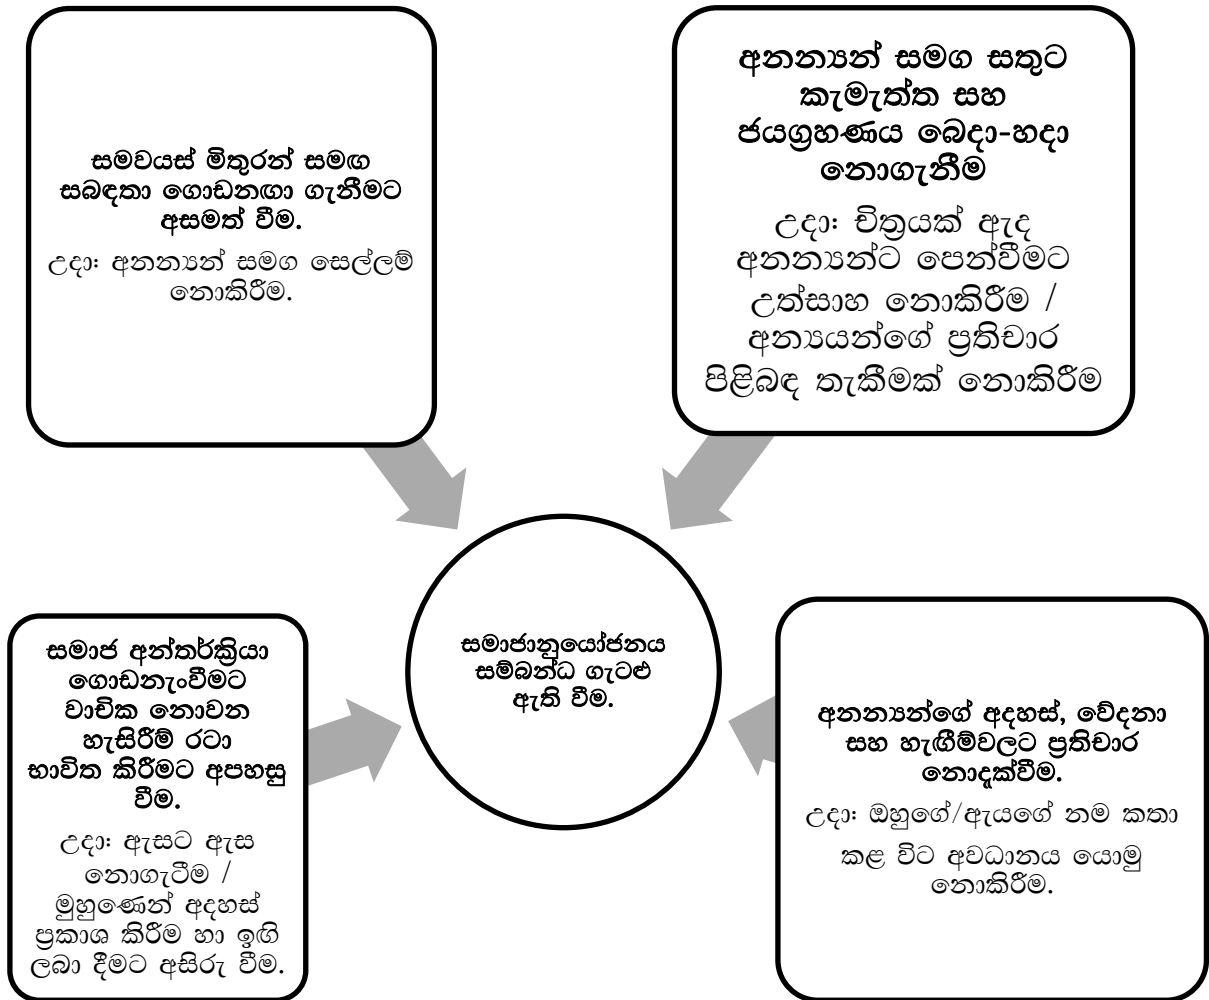 සමවයස් මිතුරන් සමඟ
සබඳතා ගොඩනඟා ගැනීමට
අසමත් වීම.
උදා: අනන්‍යන් සමග සෙල්ලම්
නොකිරීම.
අනන්‍යන් සමග සතුට
කැමැත්ත සහ
ජයග්‍රහණය බෙදා-හදා
නොගැනීම
උදා: චිත්‍රයක් ඇඳ
අනන්‍යන්ට පෙන්වීමට
උත්සාහ නොකිරීම /
අන්‍යයන්ගේ ප්‍රතිචාර
පිළිබඳ තැකීමක් නොකිරීම
සමාජානුයෝජනය
සම්බන්ධ ගැටළු
ඇති වීම.
සමාජ අන්තර්ක්‍රියා
ගොඩනැංවීමට
වාචික නොවන
හැසිරීම් රටා
භාවිත කිරීමට අපහසු
වීම.
උදා: ඇසට ඇස
නොගැටීම /
මුහුණෙන් අදහස්
ප්‍රකාශ කිරීම හා ඉඟි
ලබා දීමට අසිරු වීම.
අනන්‍යන්ගේ අදහස්, වේදනා
සහ හැඟීම්වලට ප්‍රතිචාර
නොදැක්වීම.
උදා: ඔහුගේ/ඇයගේ නම කතා
කළ විට අවධානය යොමු
නොකිරීම.